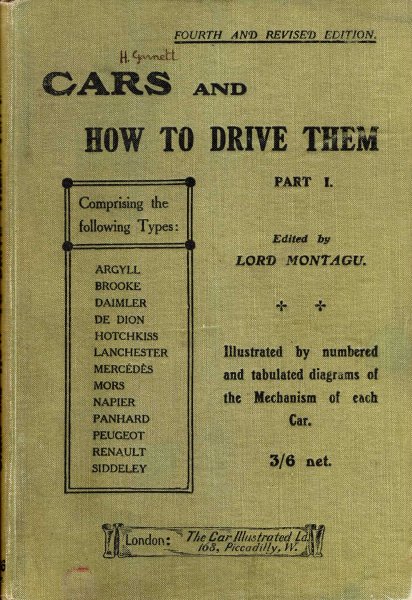 FOURTH AND REVISED EDITION.
H. Garnett
CARS AND
HOW TO DRIVE THEM
PART I.
Comprising the
following Types:
ARGYLL
BROOKE
DAIMLER
DE DION
HOTCHKISS
LANCHESTER
MERCÉDÈS
MORS
NAPIER
PANHARD
PEUGEOT
RENAULT
SIDDELEY
Edited by
LORD MONTAGU.
Illustrated by numbered
and tabulated diagrams of
the Mechanism of each
Car.
3/6 net.
London: The Car Illustrated Ld.
168, Piccadilly, W.